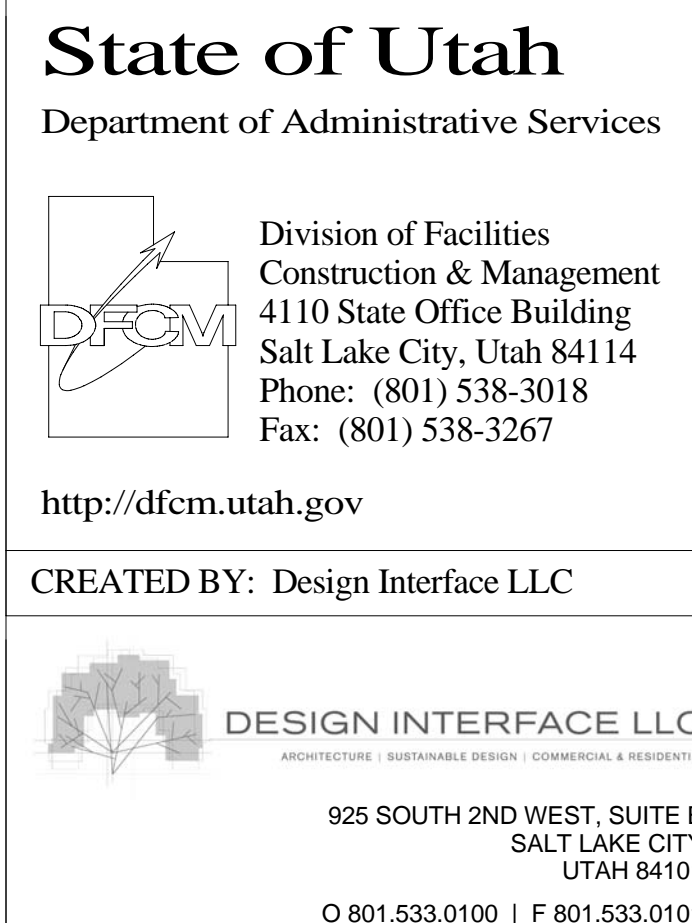 State of Utah
Department of Administrative Services
DFCM
Division of Facilities
Construction & Management
4110 State Office Building
Salt Lake City, Utah 84114
Phone: (801) 538-3018
Fax: (801) 538-3267
http://dfcm.utah.gov
CREATED BY: Design Interface LLC
DESIGN INTERFACE LLC
ARCHITECTURE | SUSTAINABLE DESIGN | COMMERCIAL & RESIDENTI
925 SOUTH 2ND WEST, SUITE
SALT LAKE CITY
UTAH 8410
O 801.533.0100 | F 801.533.010